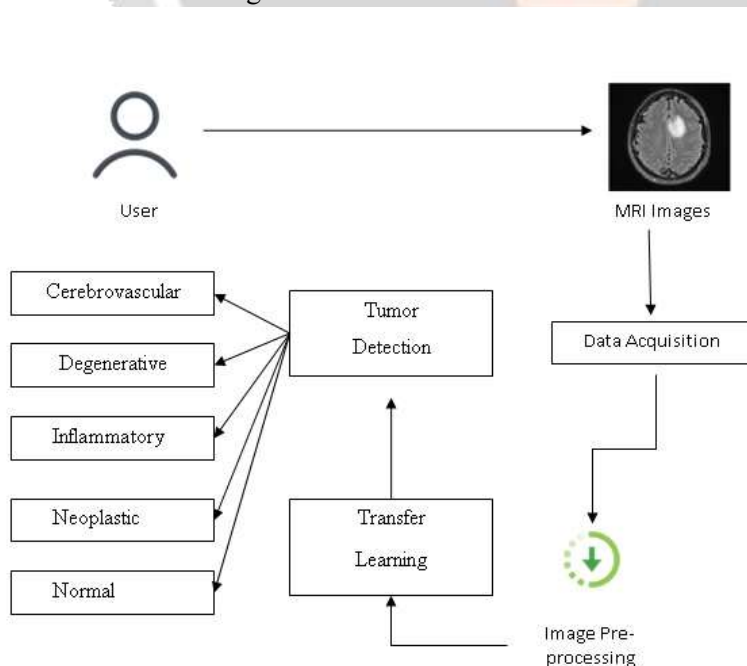 User
MRI Images
Cerebrovascular
Degenerative
Inflammatory
Neoplastic
Normal
Tumor
Detection
Transfer
Learning
Data Acquisition
Image Pre-
processing